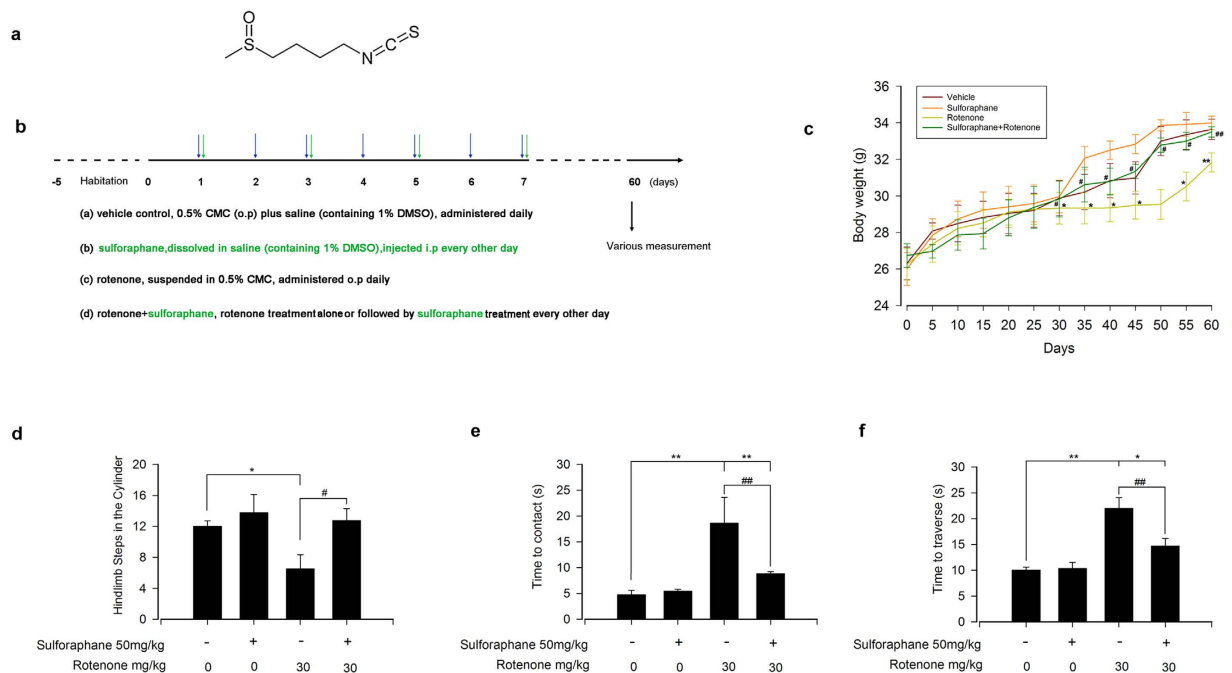 a
O
S
N
C
S
b
-5 Habitation 0 1 2 3 4 5 6 7 60 (days)
(a) vehicle control, 0.5% CMC (o.p) plus saline (containing 1% DMSO), administered daily
Various measurement
(b) sulforaphane,dissolved in saline (containing 1% DMSO),injected i.p every other day
(c) rotenone, suspended in 0.5% CMC, administered o.p daily
(d) rotenone+sulforaphane, rotenone treatment alone or followed by sulforaphane treatment every other day
c
Body weight (g)
36
34
32
30
28
26
24
Vehicle
Sulforaphane
Rotenone
Sulforaphane+Rotenone
# # # # # # # ##
* * * * * **
0 5 10 15 20 25 30 35 40 45 50 55 60
Days
d
Hindlimb Steps in the Cylinder
20
16
12
8
4
0
*
#
Sulforaphane 50mg/kg - + - +
Rotenone mg/kg 0 0 30 30
e
Time to contact (s)
30
25
20
15
10
5
0
** **
##
Sulforaphane 50mg/kg - + - +
Rotenone mg/kg 0 0 30 30
f
Time to traverse (s)
30
25
20
15
10
5
0
** *
##
Sulforaphane 50mg/kg - + - +
Rotenone mg/kg 0 0 30 30